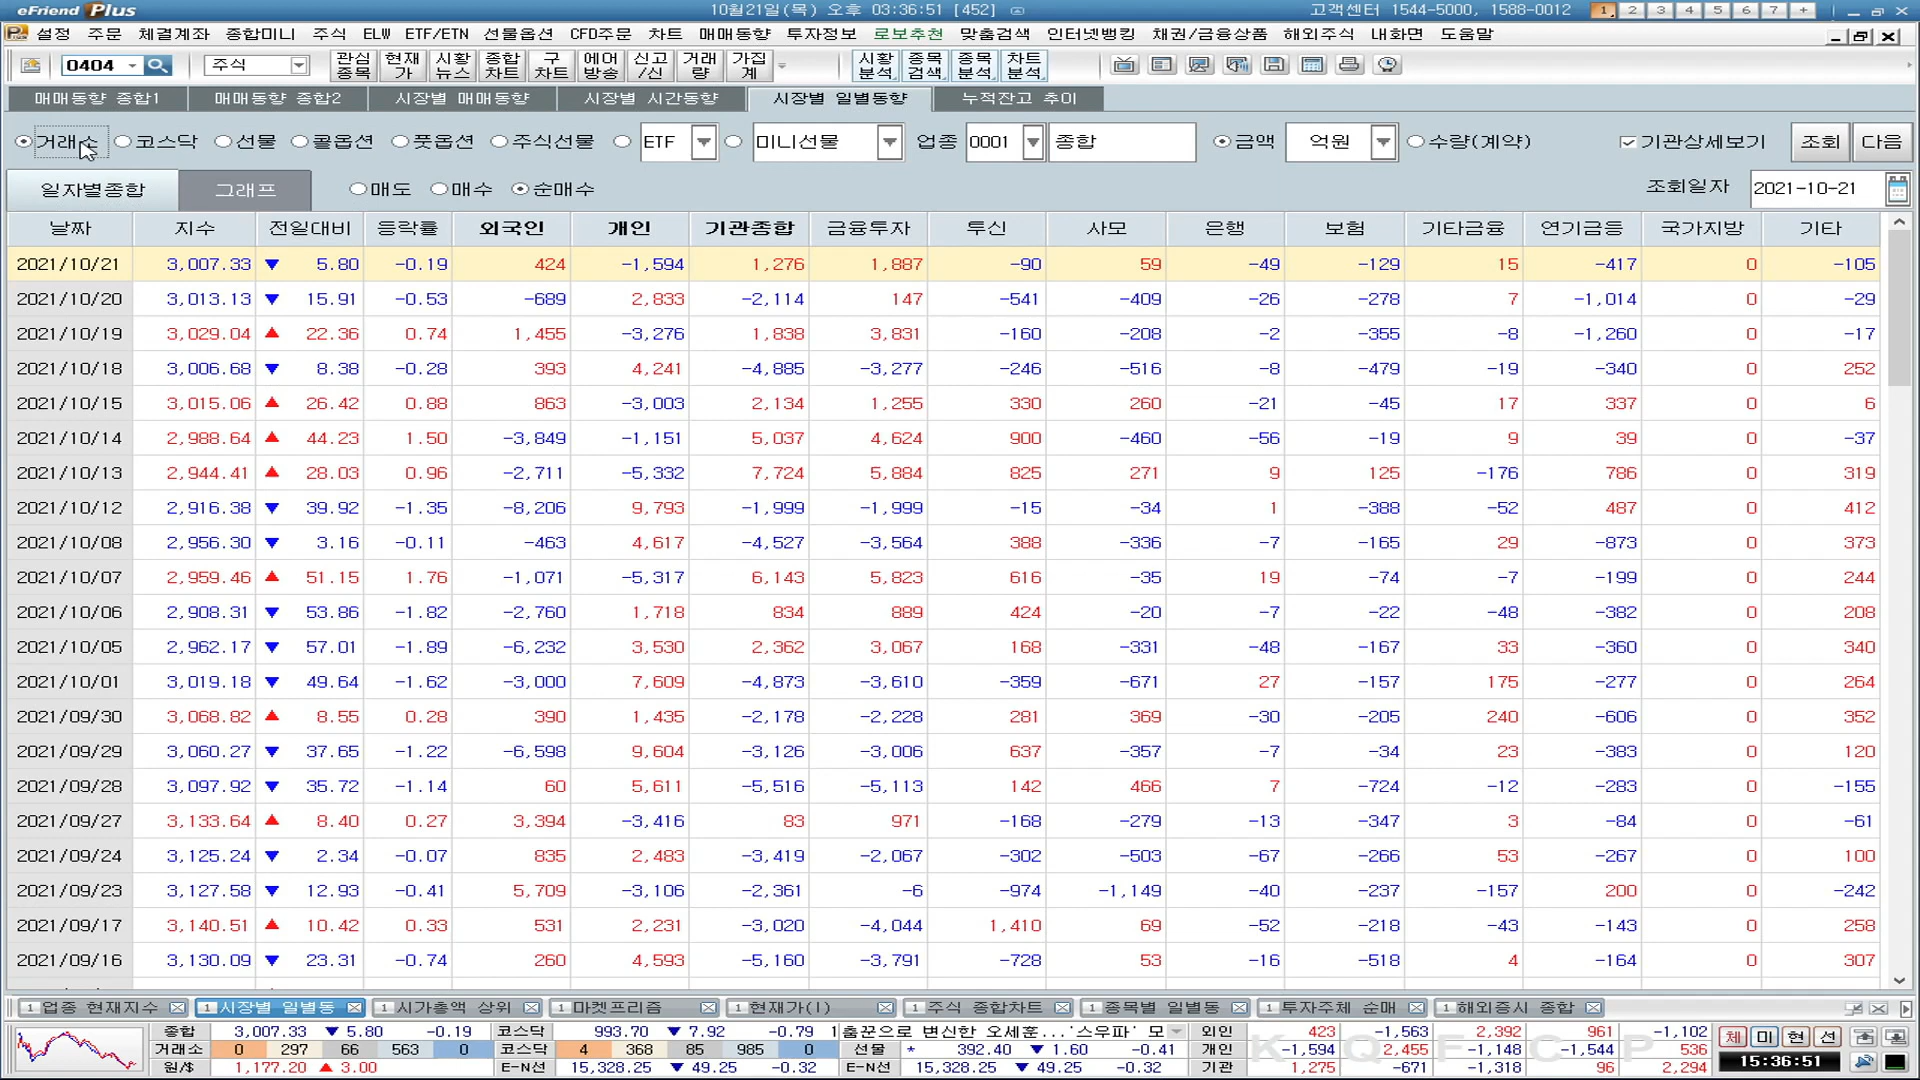 eFriend Plus 10월21일(목) 오후 03:36:51 [452] 고객센터 1544-5000, 1588-0012 1 2 3 4 5 6 7 +
설정 주문 체결계좌 종합미니 주식 ELW ETF/ETN 선물옵션 CFD주문 차트 매매동향 투자정보 로보추천 맞춤검색 인터넷뱅킹 채권/금융상품 해외주식 내화면 도움말
0404 주식 관심종목 현재가 시황뉴스 종합차트 구차트 에어방송 신고/신 거래량 가집계 시황분석 종목검색 종목분석 차트분석
매매동향 종합1 매매동향 종합2 시장별 매매동향 시장별 시간동향 시장별 일별동향 누적잔고 추이
거래소 코스닥 선물 콜옵션 풋옵션 주식선물 ETF 미니선물 업종 0001 종합 금액 억원 수량(계약) 기관상세보기 조회 다음
일자별종합 그래프 매도 매수 순매수 조회일자 2021-10-21
날짜 지수 전일대비 등락률 외국인 개인 기관종합 금융투자 투신 사모 은행 보험 기타금융 연기금등 국가지방 기타
2021/10/21 3,007.33 ▼ 5.80 -0.19 424 -1,594 1,276 1,887 -90 59 -49 -129 15 -417 0 -105
2021/10/20 3,013.13 ▼ 15.91 -0.53 -689 2,833 -2,114 147 -541 -409 -26 -278 7 -1,014 0 -29
2021/10/19 3,029.04 ▲ 22.36 0.74 1,455 -3,276 1,838 3,831 -160 -208 -2 -355 -8 -1,260 0 -17
2021/10/18 3,006.68 ▼ 8.38 -0.28 393 4,241 -4,885 -3,277 -246 -516 -8 -479 -19 -340 0 252
2021/10/15 3,015.06 ▲ 26.42 0.88 863 -3,003 2,134 1,255 330 260 -21 -45 17 337 0 6
2021/10/14 2,988.64 ▲ 44.23 1.50 -3,849 -1,151 5,037 4,624 900 -460 -56 -19 9 39 0 -37
2021/10/13 2,944.41 ▲ 28.03 0.96 -2,711 -5,332 7,724 5,884 825 271 9 125 -176 786 0 319
2021/10/12 2,916.38 ▼ 39.92 -1.35 -8,206 9,793 -1,999 -1,999 -15 -34 1 -388 -52 487 0 412
2021/10/08 2,956.30 ▼ 3.16 -0.11 -463 4,617 -4,527 -3,564 388 -336 -7 -165 29 -873 0 373
2021/10/07 2,959.46 ▲ 51.15 1.76 -1,071 -5,317 6,143 5,823 616 -35 19 -74 -7 -199 0 244
2021/10/06 2,908.31 ▼ 53.86 -1.82 -2,760 1,718 834 889 424 -20 -7 -22 -48 -382 0 208
2021/10/05 2,962.17 ▼ 57.01 -1.89 -6,232 3,530 2,362 3,067 168 -331 -48 -167 33 -360 0 340
2021/10/01 3,019.18 ▼ 49.64 -1.62 -3,000 7,609 -4,873 -3,610 -359 -671 27 -157 175 -277 0 264
2021/09/30 3,068.82 ▲ 8.55 0.28 390 1,435 -2,178 -2,228 281 369 -30 -205 240 -606 0 352
2021/09/29 3,060.27 ▼ 37.65 -1.22 -6,598 9,604 -3,126 -3,006 637 -357 -7 -34 23 -383 0 120
2021/09/28 3,097.92 ▼ 35.72 -1.14 60 5,611 -5,516 -5,113 142 466 7 -724 -12 -283 0 -155
2021/09/27 3,133.64 ▲ 8.40 0.27 3,394 -3,416 83 971 -168 -279 -13 -347 3 -84 0 -61
2021/09/24 3,125.24 ▼ 2.34 -0.07 835 2,483 -3,419 -2,067 -302 -503 -67 -266 53 -267 0 100
2021/09/23 3,127.58 ▼ 12.93 -0.41 5,709 -3,106 -2,361 -6 -974 -1,149 -40 -237 -157 200 0 -242
2021/09/17 3,140.51 ▲ 10.42 0.33 531 2,231 -3,020 -4,044 1,410 69 -52 -218 -43 -143 0 258
2021/09/16 3,130.09 ▼ 23.31 -0.74 260 4,593 -5,160 -3,791 -728 53 -16 -518 4 -164 0 307
1 업종 현재지수 1 시장별 일별동 1 시가총액 상위 1 마켓프리즘 1 현재가(I) 1 주식 종합차트 1 종목별 일별동 1 투자주체 순매 1 해외증시 종합
종합 3,007.33 ▼ 5.80 -0.19 코스닥 993.70 ▼ 7.92 -0.79 춤꾼으로 변신한 오세훈...'스우파' 모 외인 423 -1,563 2,392 961 -1,102 체 미 현 선
거래소 0 297 66 563 0 코스닥 4 368 85 985 0 선물 * 392.40 ▼ 1.60 -0.41 개인 -1,594 2,455 -1,148 -1,544 536
원/$ 1,177.20 ▲ 3.00 E-N선 15,328.25 ▼ 49.25 -0.32 E-N선 15,328.25 ▼ 49.25 -0.32 기관 1,275 -671 -1,318 96 2,294 15:36:51
K Q F C P